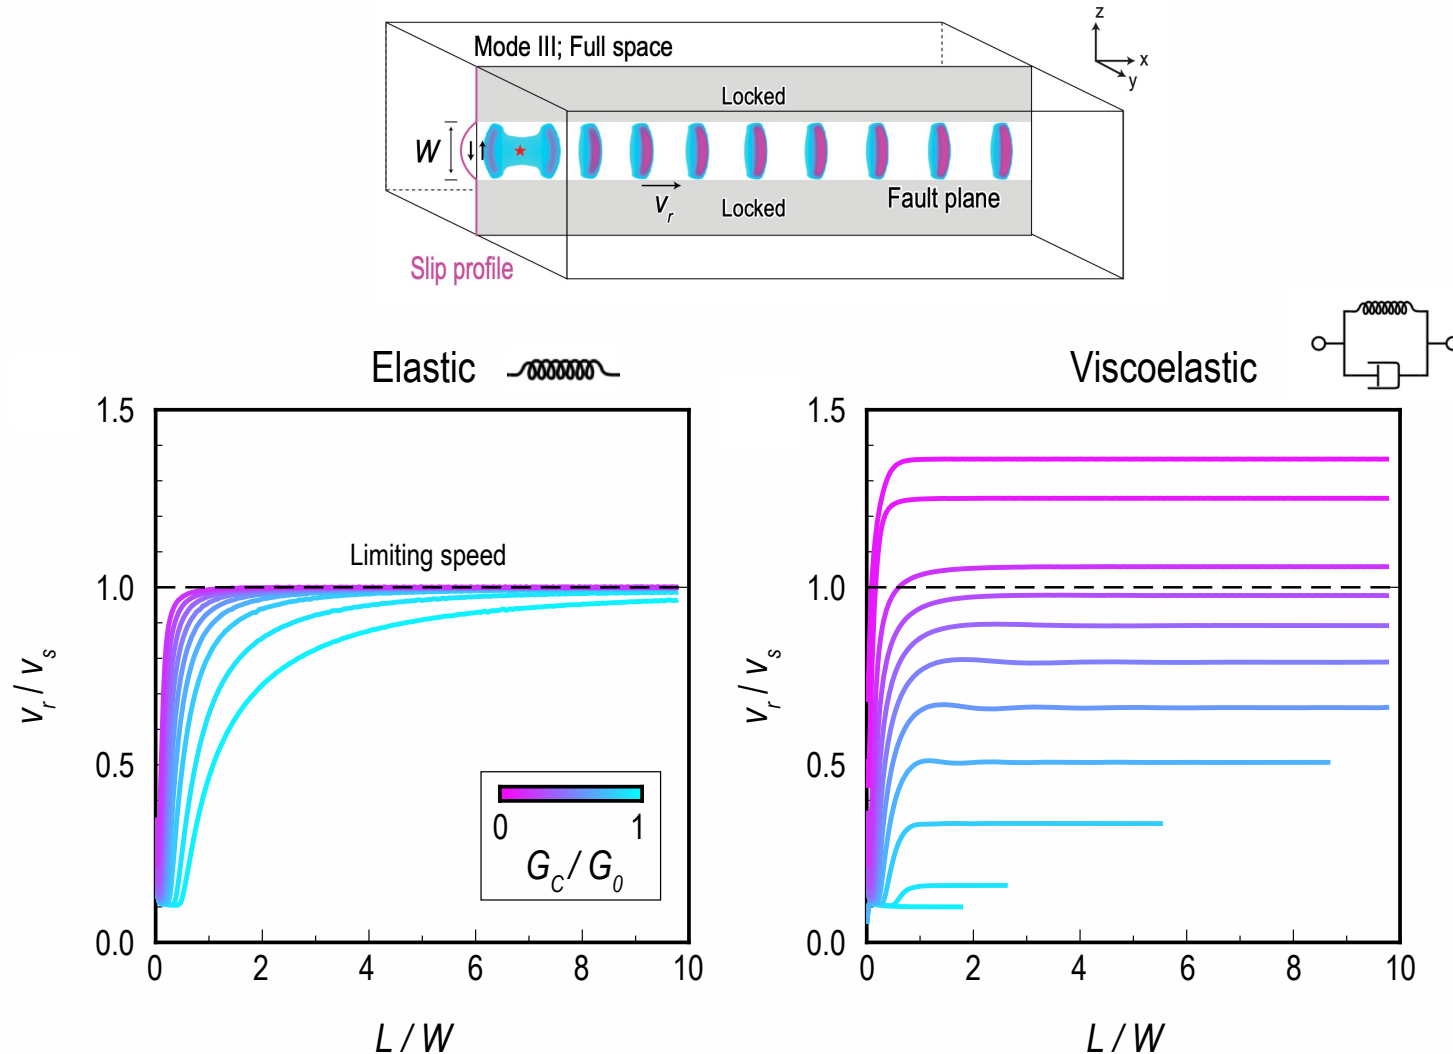 Mode III; Full space
z
x
y
Locked
W
v_r
Locked
Fault plane
Slip profile
Elastic
1.5
1.0
0.5
0.0
Limiting speed
0 1
G_C / G_0
v_r / v_s
0 2 4 6 8 10
L / W
Viscoelastic
1.5
1.0
0.5
0.0
v_r / v_s
0 2 4 6 8 10
L / W